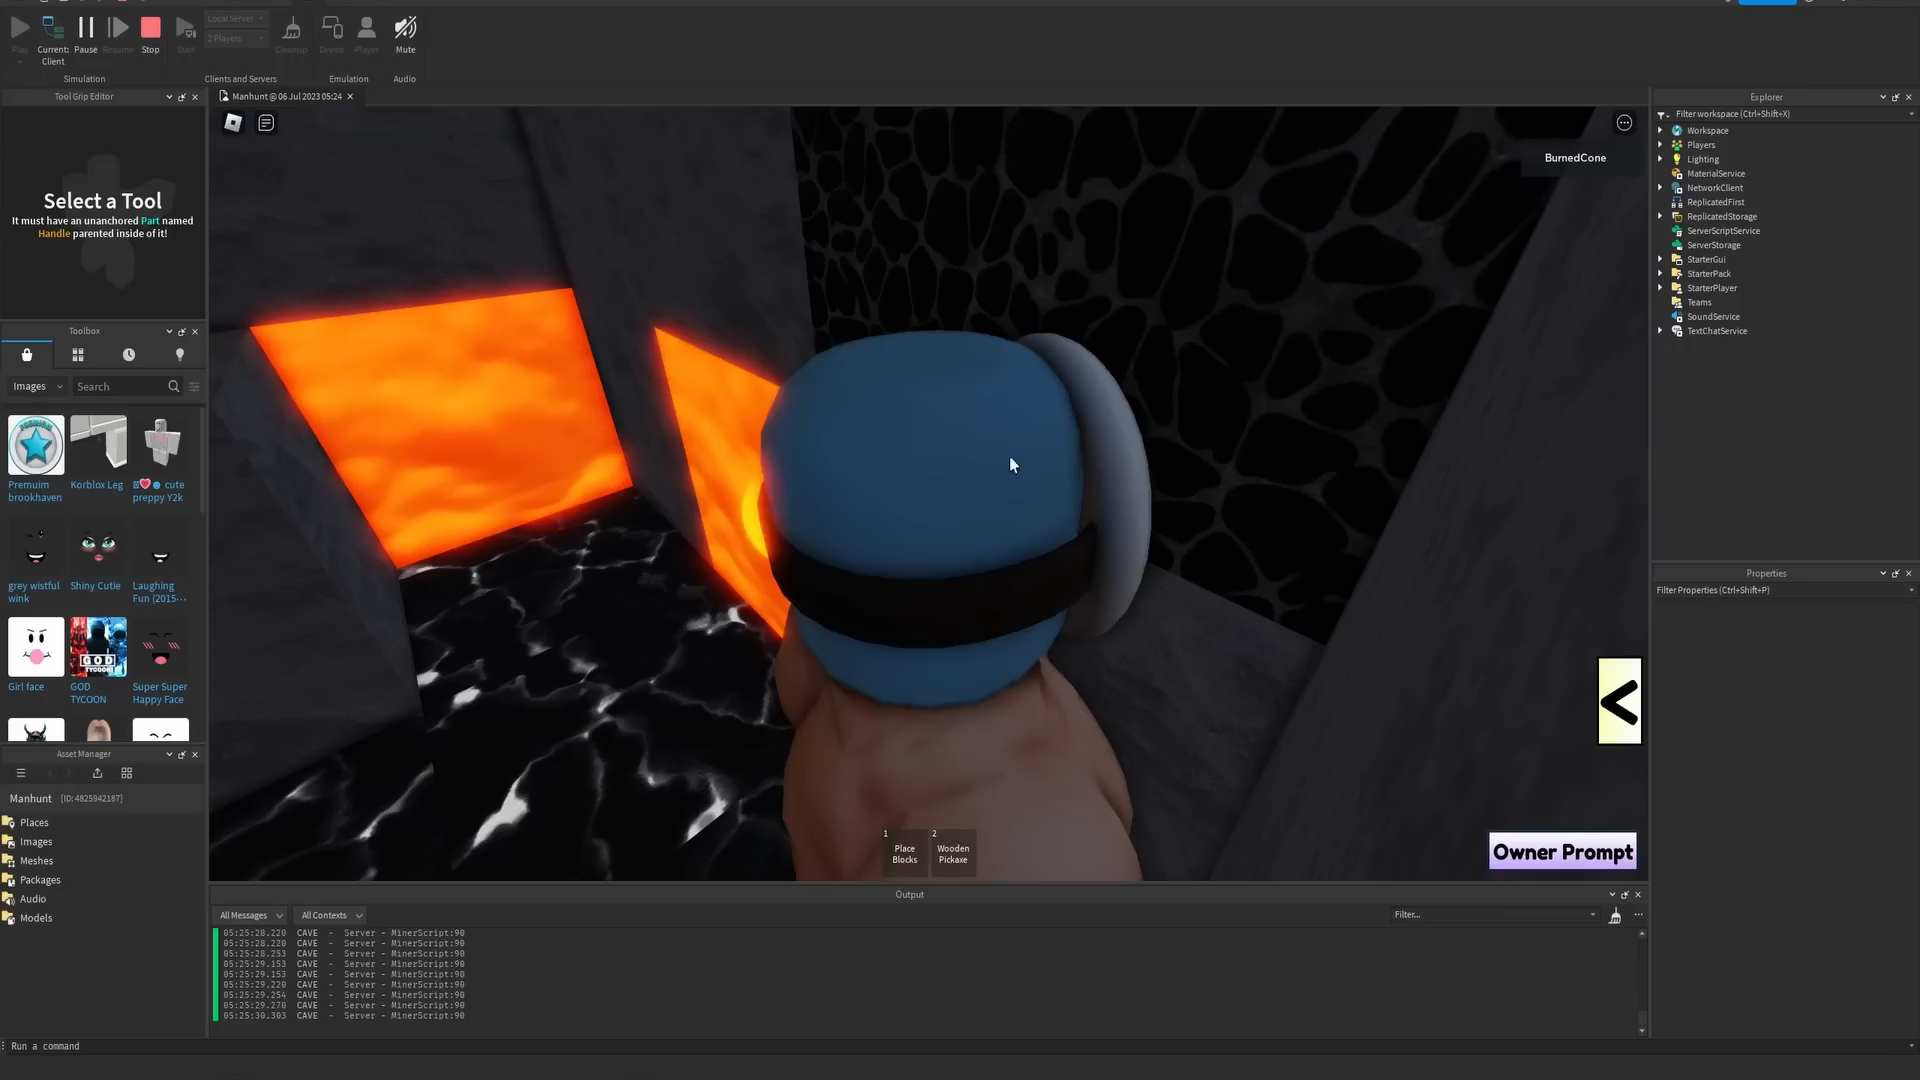 Play
Current:
Client
Pause
Resume
Stop
Start
Local Server
2 Players
Cleanup
Device
Player
Mute
Simulation
Clients and Servers
Emulation
Audio
Tool Grip Editor
Select a Tool
It must have an unanchored Part named
Handle parented inside of it!
Toolbox
Images
Search
Premuim
brookhaven
Korblox Leg
cute
preppy Y2k
grey wistful
wink
Shiny Cutie
Laughing
Fun (2015-...
Girl face
GOD
TYCOON
GOD
TYCOON
Super Super
Happy Face
Asset Manager
Manhunt [ID: 4825942187]
Places
Images
Meshes
Packages
Audio
Models
Manhunt @ 06 Jul 2023 05:24
BurnedCone
<
1
Place
Blocks
2
Wooden
Pickaxe
Owner Prompt
Output
All Messages
All Contexts
Filter...
05:25:28.220 CAVE - Server - MinerScript:90
05:25:28.220 CAVE - Server - MinerScript:90
05:25:28.253 CAVE - Server - MinerScript:90
05:25:29.153 CAVE - Server - MinerScript:90
05:25:29.153 CAVE - Server - MinerScript:90
05:25:29.220 CAVE - Server - MinerScript:90
05:25:29.254 CAVE - Server - MinerScript:90
05:25:29.270 CAVE - Server - MinerScript:90
05:25:30.303 CAVE - Server - MinerScript:90
Run a command
Explorer
Filter workspace (Ctrl+Shift+X)
Workspace
Players
Lighting
MaterialService
NetworkClient
ReplicatedFirst
ReplicatedStorage
ServerScriptService
ServerStorage
StarterGui
StarterPack
StarterPlayer
Teams
SoundService
TextChatService
Properties
Filter Properties (Ctrl+Shift+P)